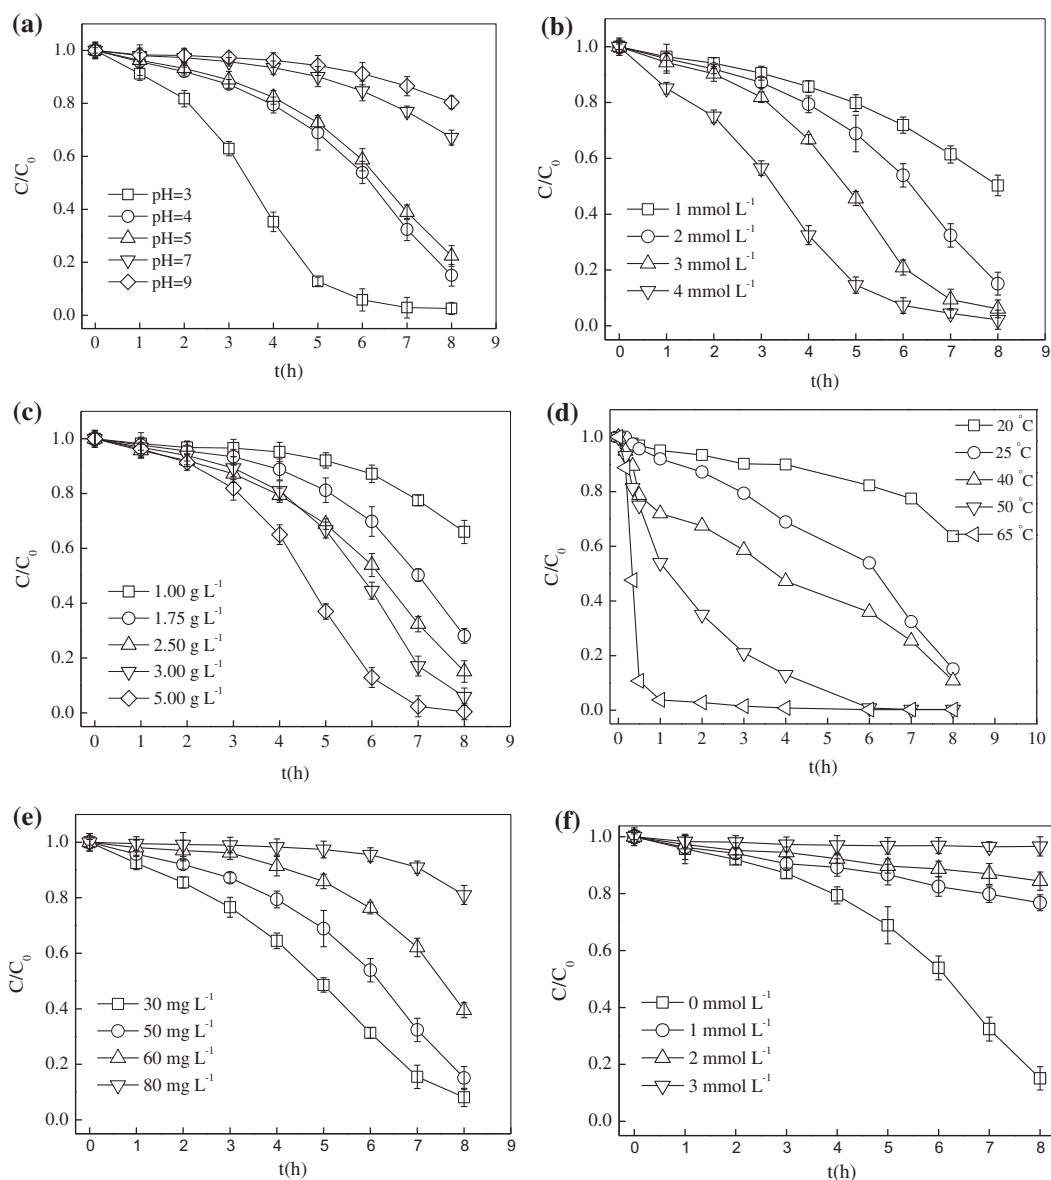 (a)
1.0
0.8
0.6
0.4
0.2
0.0
C/C0
pH=3
pH=4
pH=5
pH=7
pH=9
0 1 2 3 4 5 6 7 8 9
t(h)
(b)
1.0
0.8
0.6
0.4
0.2
0.0
C/C0
1 mmol L-1
2 mmol L-1
3 mmol L-1
4 mmol L-1
0 1 2 3 4 5 6 7 8 9
t(h)
(c)
1.0
0.8
0.6
0.4
0.2
0.0
C/C0
1.00 g L-1
1.75 g L-1
2.50 g L-1
3.00 g L-1
5.00 g L-1
0 1 2 3 4 5 6 7 8 9
t(h)
(d)
1.0
0.8
0.6
0.4
0.2
0.0
C/C0
20 °C
25 °C
40 °C
50 °C
65 °C
0 1 2 3 4 5 6 7 8 9 10
t(h)
(e)
1.0
0.8
0.6
0.4
0.2
0.0
C/C0
30 mg L-1
50 mg L-1
60 mg L-1
80 mg L-1
0 1 2 3 4 5 6 7 8 9
t(h)
(f)
1.0
0.8
0.6
0.4
0.2
0.0
C/C0
0 mmol L-1
1 mmol L-1
2 mmol L-1
3 mmol L-1
0 1 2 3 4 5 6 7 8
t(h)